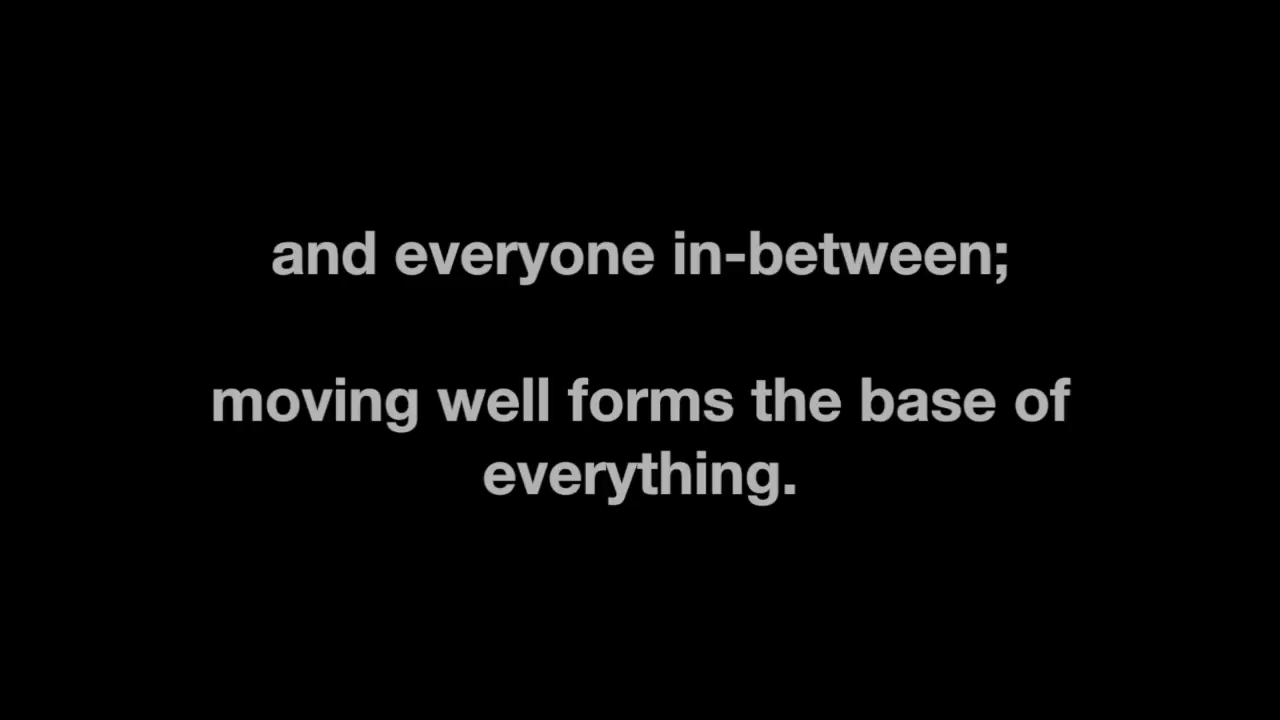 and everyone in-between;
moving well forms the base of
everything.